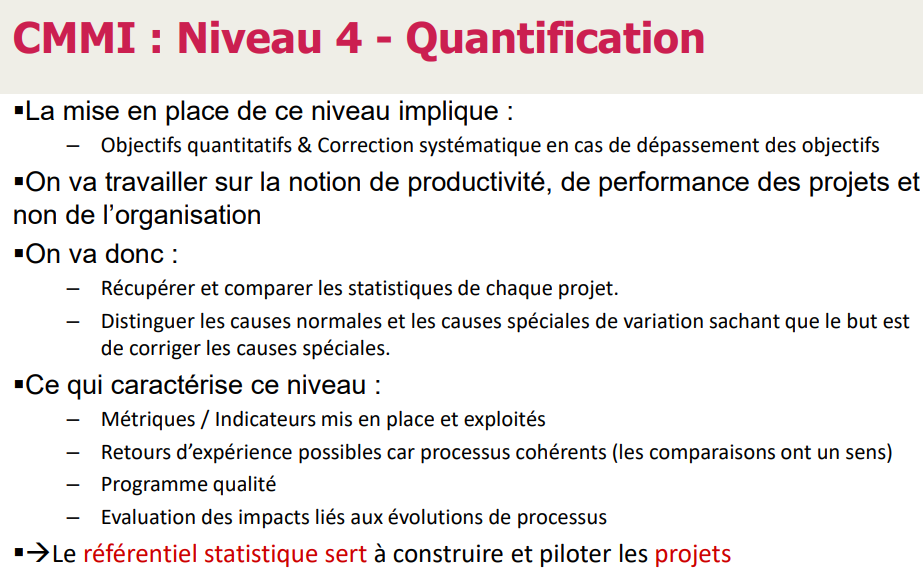 CMMI : Niveau 4 - Quantification
▪La mise en place de ce niveau implique :
– Objectifs quantitatifs & Correction systématique en cas de dépassement des objectifs
▪On va travailler sur la notion de productivité, de performance des projets et
non de l’organisation
▪On va donc :
– Récupérer et comparer les statistiques de chaque projet.
– Distinguer les causes normales et les causes spéciales de variation sachant que le but est
de corriger les causes spéciales.
▪Ce qui caractérise ce niveau :
– Métriques / Indicateurs mis en place et exploités
– Retours d’expérience possibles car processus cohérents (les comparaisons ont un sens)
– Programme qualité
– Evaluation des impacts liés aux évolutions de processus
▪→Le référentiel statistique sert à construire et piloter les projets